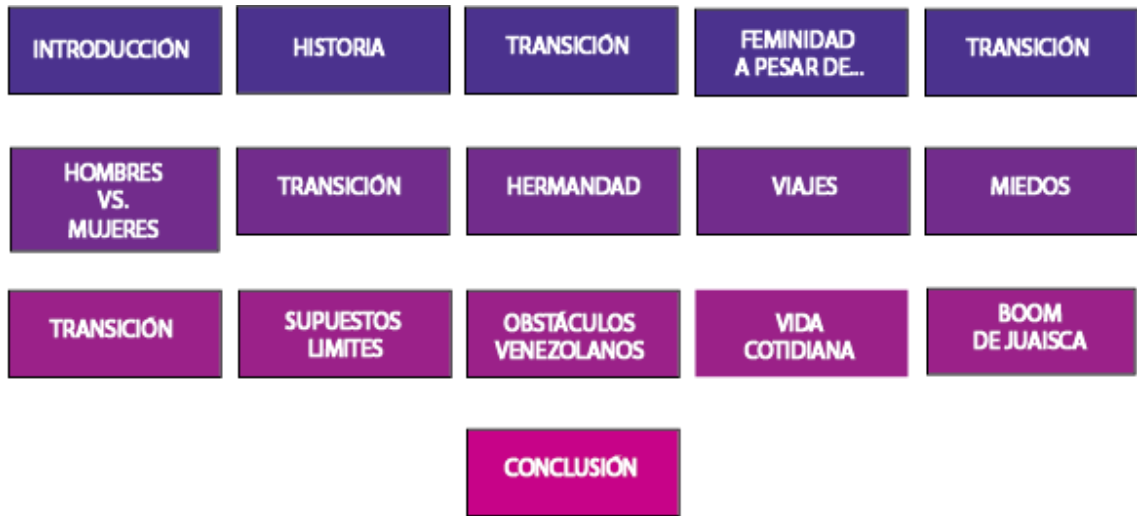 INTRODUCCIÓN
HISTORIA
TRANSICIÓN
FEMINIDAD
A PESAR DE...
TRANSICIÓN
HOMBRES
VS.
MUJERES
TRANSICIÓN
HERMANDAD
VIAJES
MIEDOS
TRANSICIÓN
SUPUESTOS
LIMITES
OBSTÁCULOS
VENEZOLANOS
VIDA
COTIDIANA
BOOM
DE JUAISCA
CONCLUSIÓN